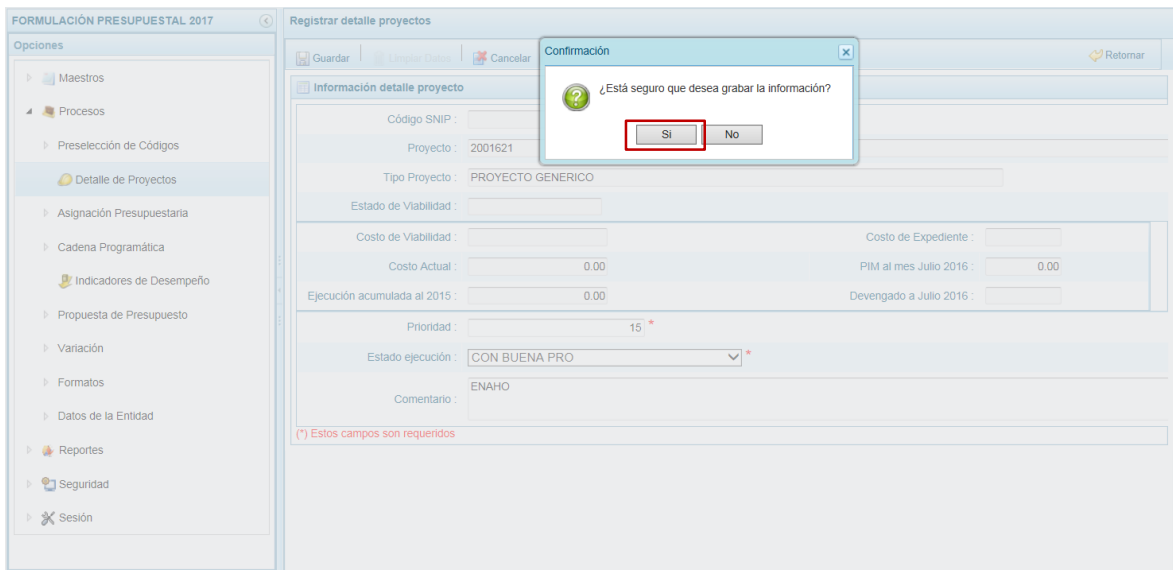 FORMULACIÓN PRESUPUESTAL 2017
Opciones
Maestros
Procesos
Preselección de Códigos
Detalle de Proyectos
Asignación Presupuestaria
Cadena Programática
Indicadores de Desempeño
Propuesta de Presupuesto
Variación
Formatos
Datos de la Entidad
Reportes
Seguridad
Sesión
Registrar detalle proyectos
Guardar Limpiar Datos Cancelar Retornar
Confirmación
¿Está seguro que desea grabar la información?
Si No
Información detalle proyecto
Código SNIP :
Proyecto : 2001621
Tipo Proyecto : PROYECTO GENERICO
Estado de Viabilidad :
Costo de Viabilidad : Costo de Expediente :
Costo Actual : 0.00 PIM al mes Julio 2016 : 0.00
Ejecución acumulada al 2015 : 0.00 Devengado a Julio 2016 :
Prioridad : 15 *
Estado ejecución : CON BUENA PRO *
Comentario : ENAHO
(*) Estos campos son requeridos